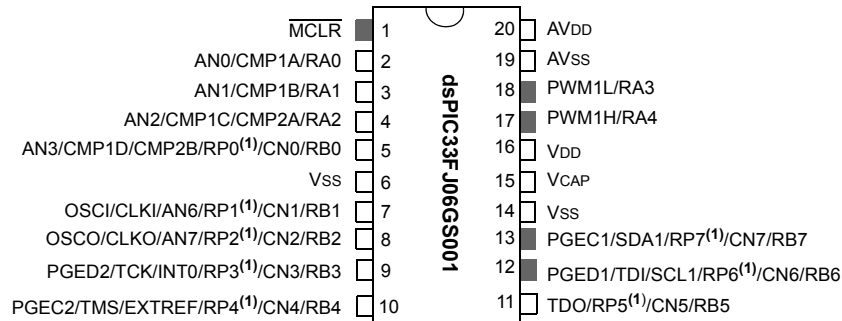 MCLR 1 20 AVDD
AN0/CMP1A/RA0 2 19 AVSS
AN1/CMP1B/RA1 3 18 PWM1L/RA3
AN2/CMP1C/CMP2A/RA2 4 17 PWM1H/RA4
AN3/CMP1D/CMP2B/RP0(1)/CN0/RB0 5 16 VDD
VSS 6 15 VCAP
OSCI/CLKI/AN6/RP1(1)/CN1/RB1 7 14 VSS
OSCO/CLKO/AN7/RP2(1)/CN2/RB2 8 13 PGEC1/SDA1/RP7(1)/CN7/RB7
PGED2/TCK/INT0/RP3(1)/CN3/RB3 9 12 PGED1/TDI/SCL1/RP6(1)/CN6/RB6
PGEC2/TMS/EXTREF/RP4(1)/CN4/RB4 10 11 TDO/RP5(1)/CN5/RB5
dsPIC33FJ06GS001